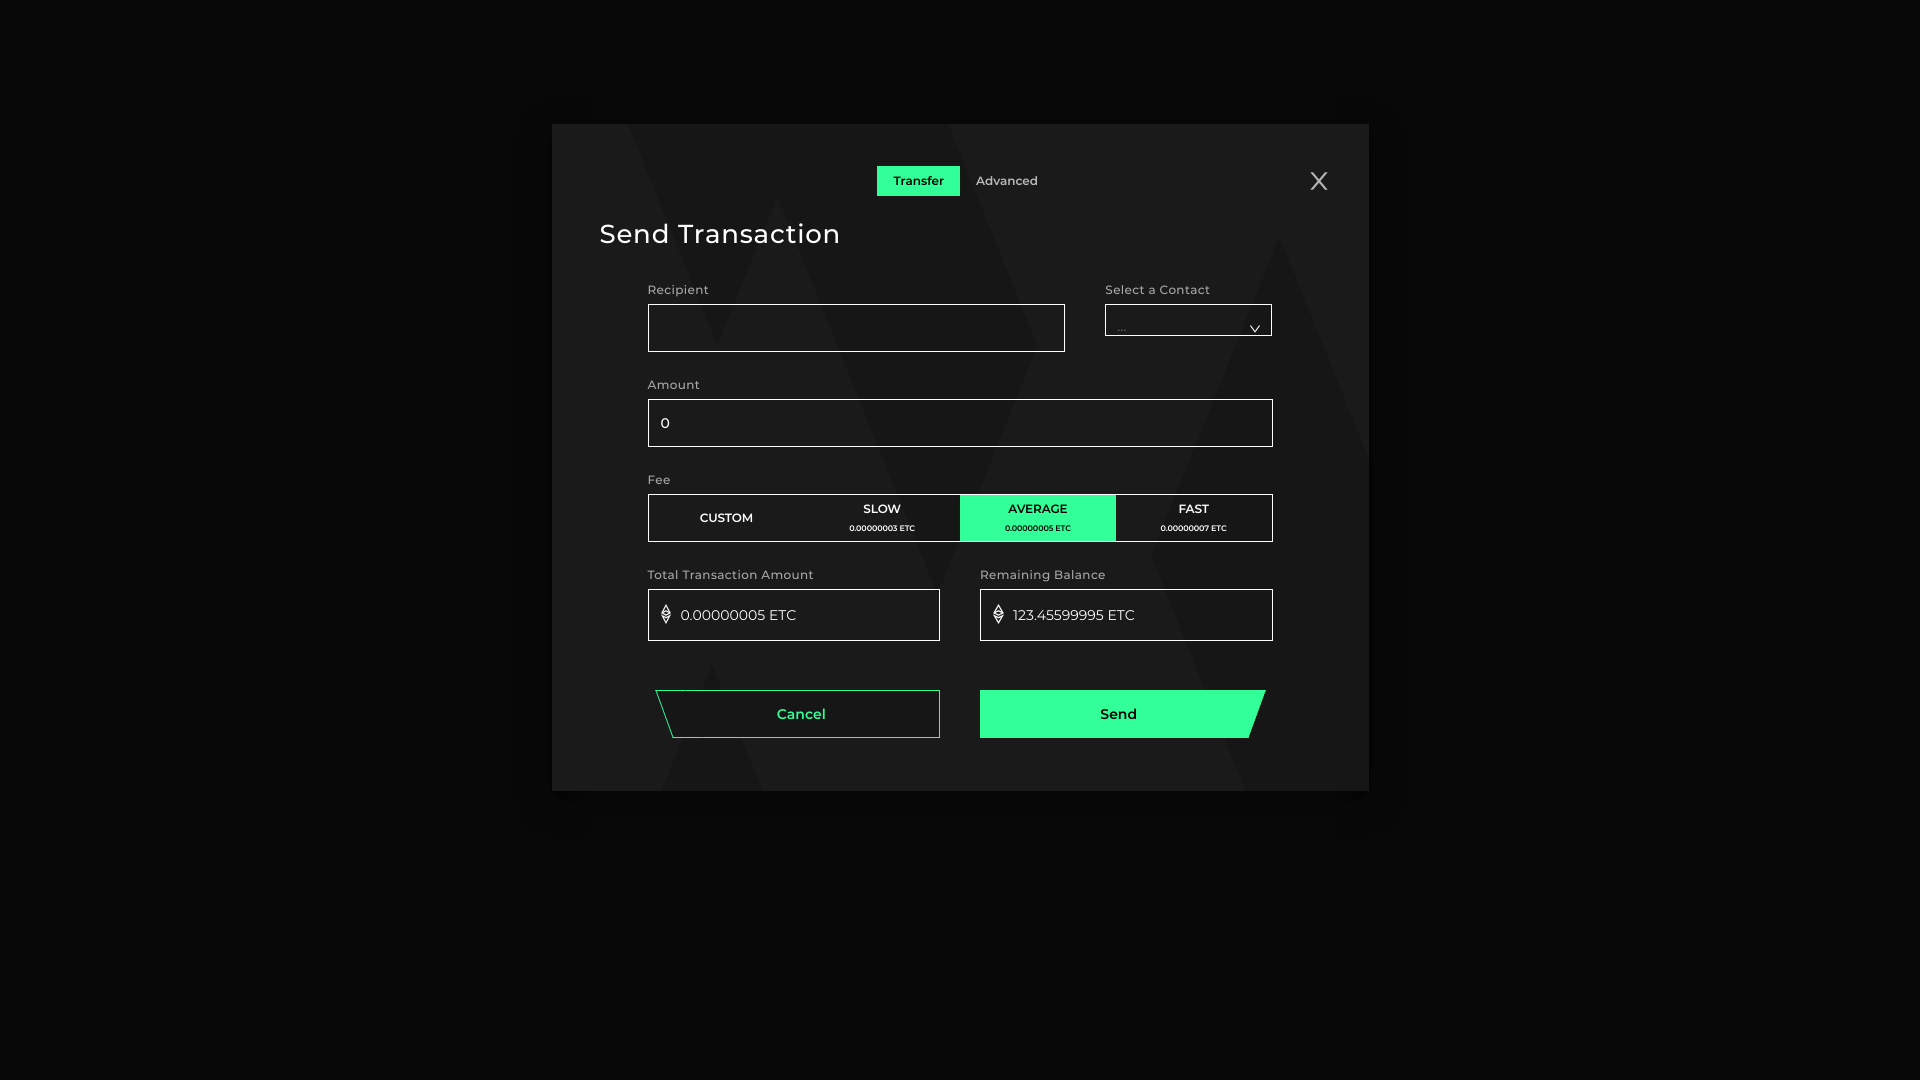 Transfer Advanced X
Send Transaction
Recipient Select a Contact
...
Amount
0
Fee
CUSTOM SLOW AVERAGE FAST
0.00000003 ETC 0.00000005 ETC 0.00000007 ETC
Total Transaction Amount Remaining Balance
0.00000005 ETC 123.45599995 ETC
Cancel Send